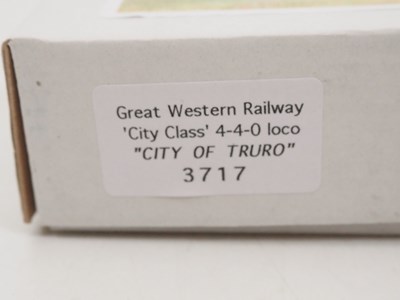 Great Western Railway
'City Class' 4-4-0 loco
"CITY OF TRURO"
3717